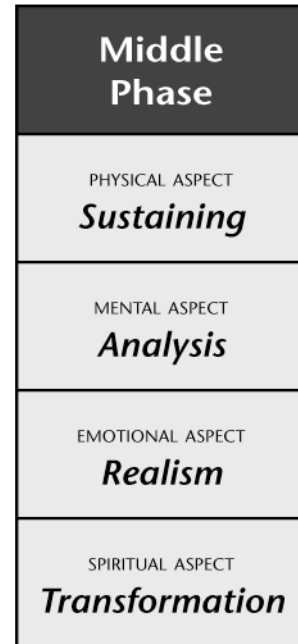 Middle
Phase
PHYSICAL ASPECT
Sustaining
MENTAL ASPECT
Analysis
EMOTIONAL ASPECT
Realism
SPIRITUAL ASPECT
Transformation